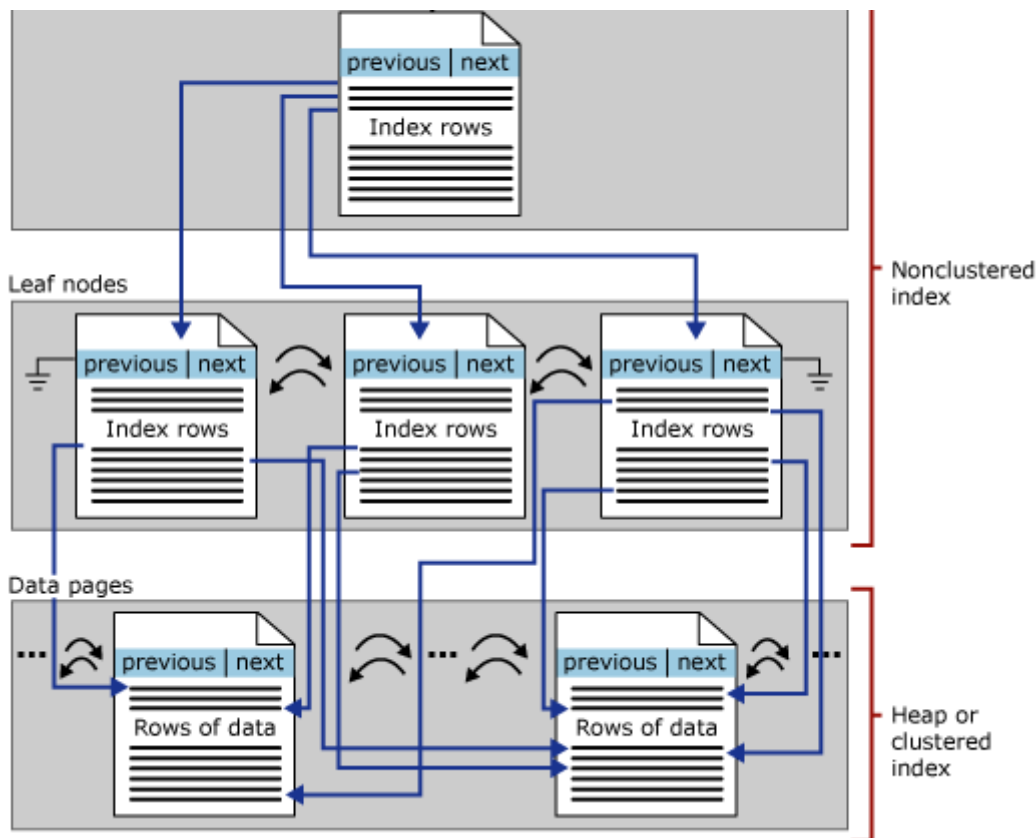 previous next
Index rows
Leaf nodes
Nonclustered
index
previous next
previous next
previous next
Index rows
Index rows
Index rows
Data pages
... ... ...
previous next
previous next
Rows of data
Rows of data
Heap or
clustered
index